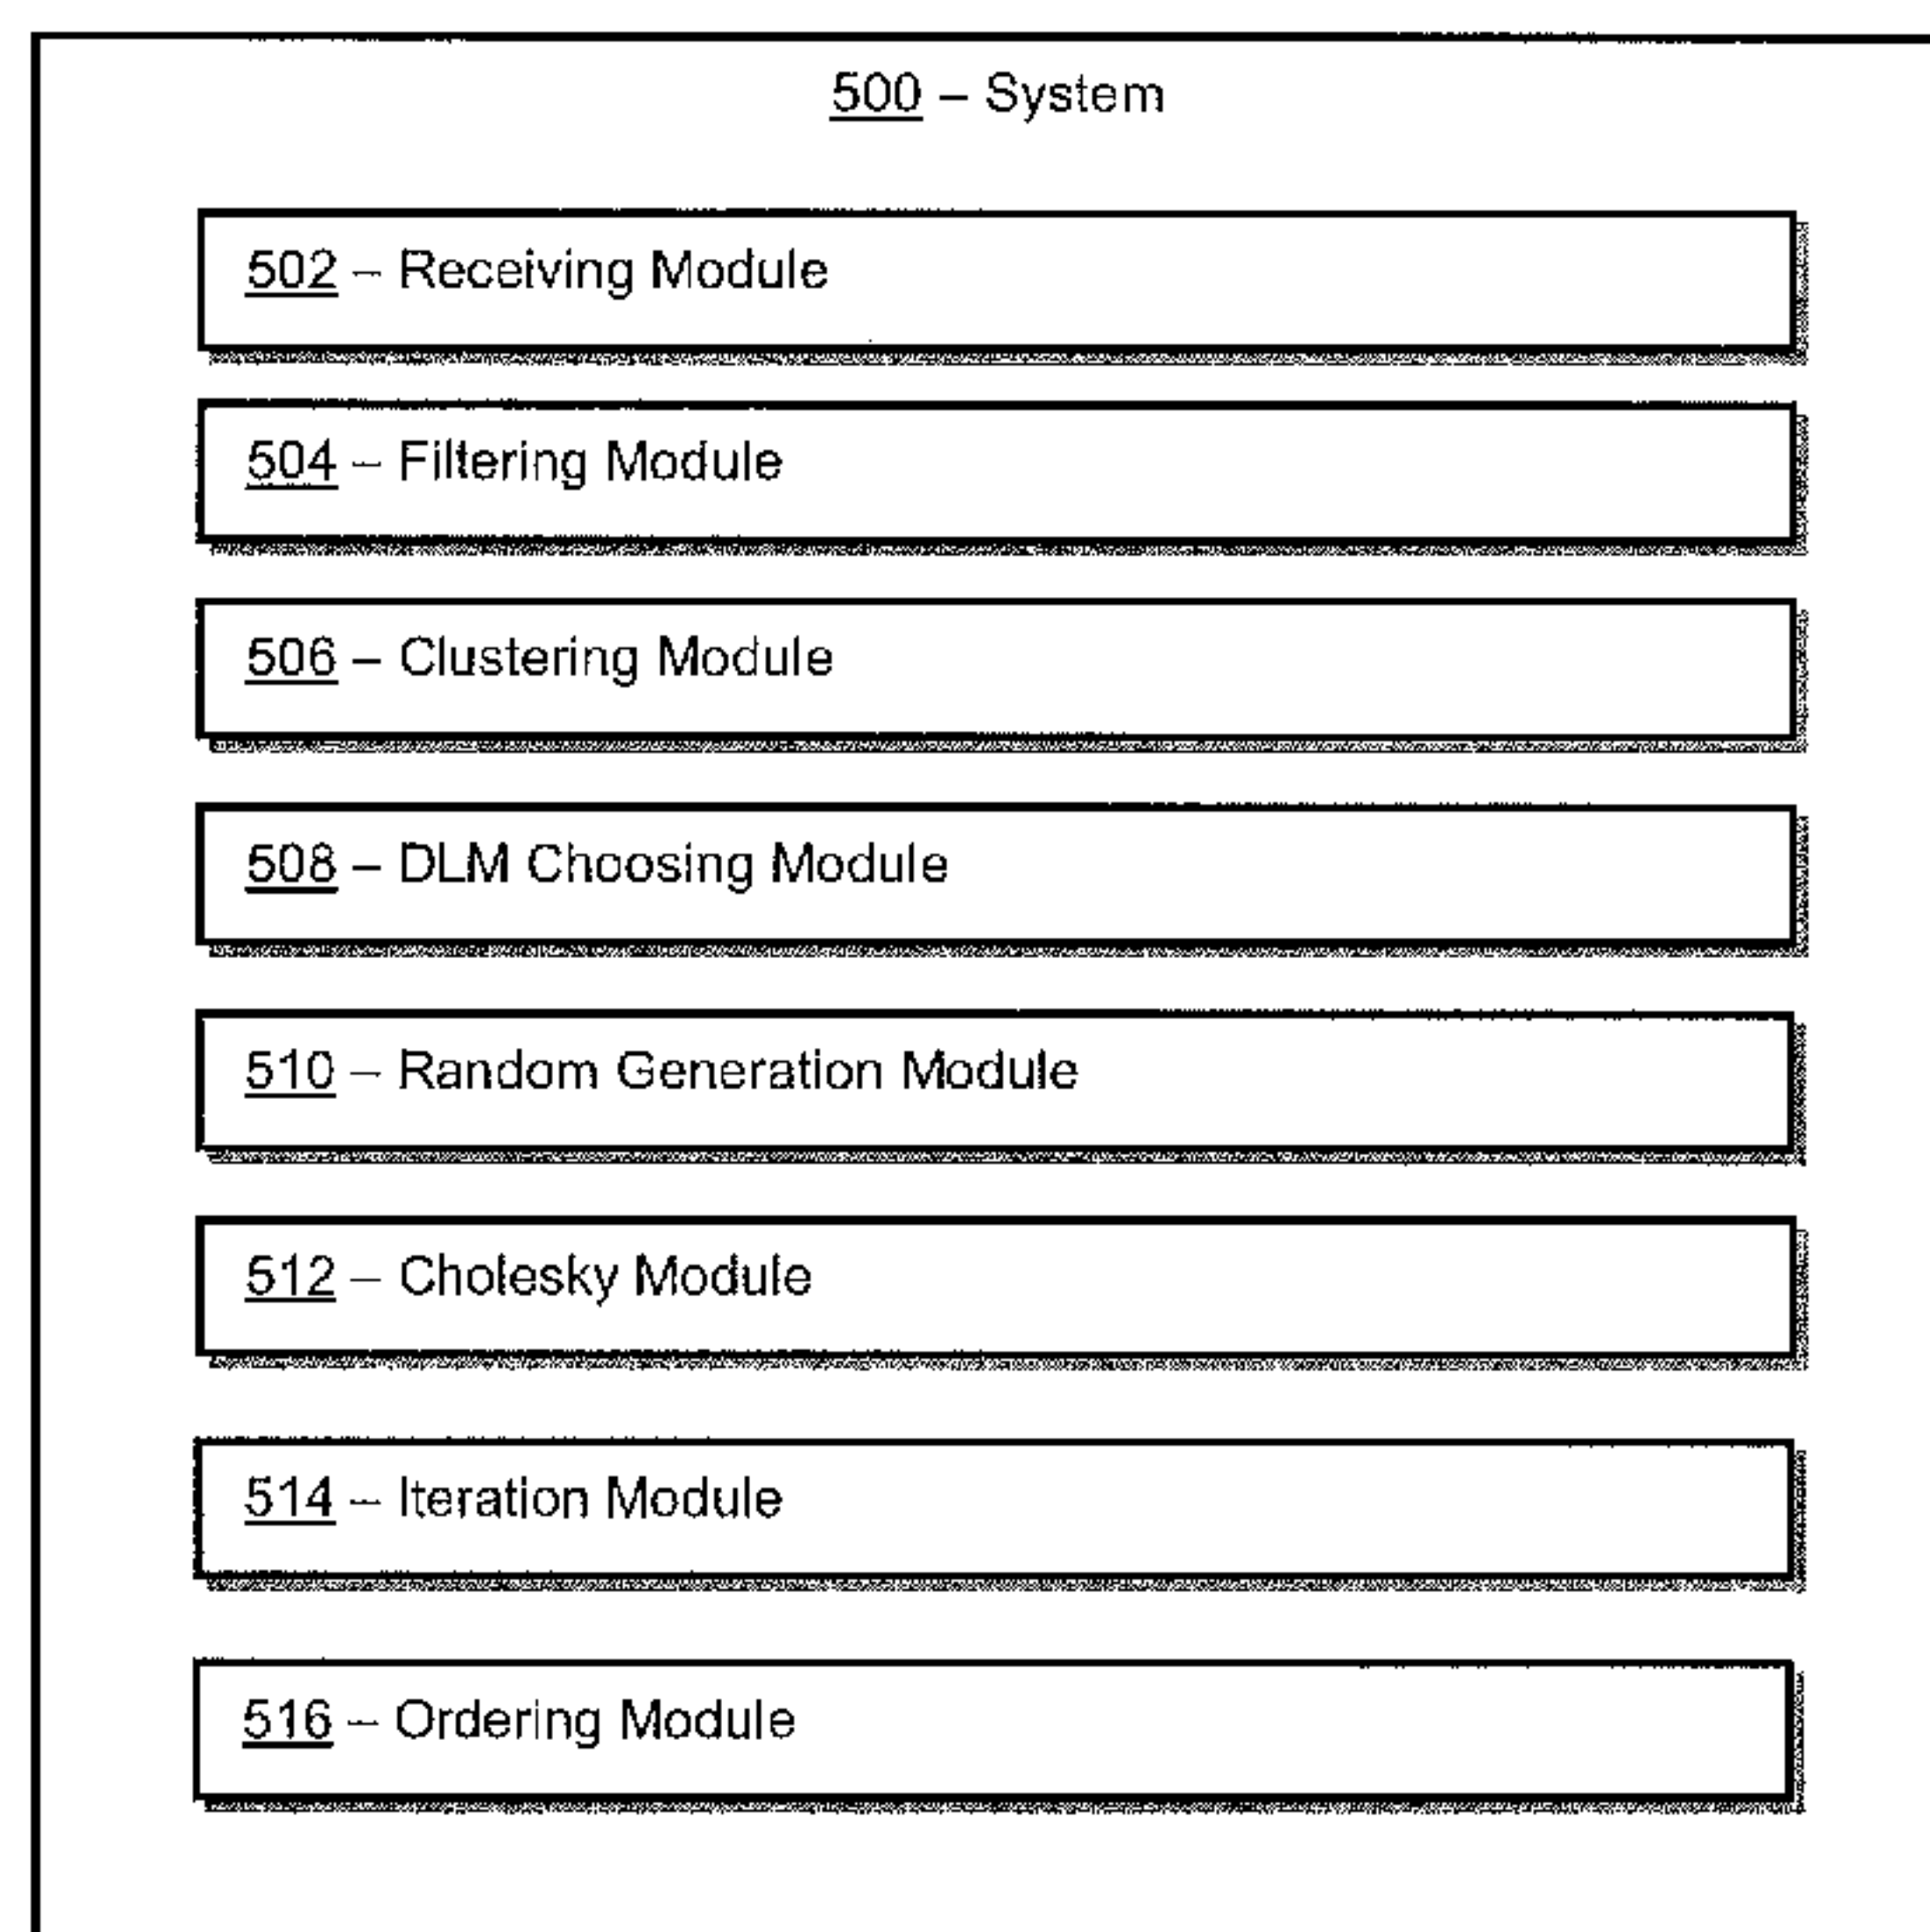 500 – System
502 – Receiving Module
504 – Filtering Module
506 – Clustering Module
508 – DLM Choosing Module
510 – Random Generation Module
512 – Cholesky Module
514 – Iteration Module
516 – Ordering Module